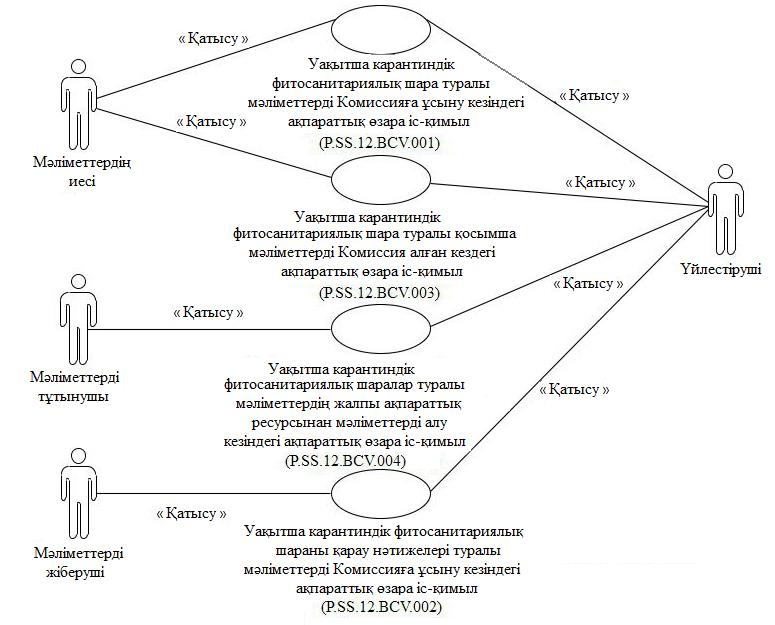 « Қатысу »
Уақытша карантиндік
фитосанитариялық шара туралы
мәліметтерді Комиссияға ұсыну кезіндегі
ақпараттық өзара іс-қимыл
(P.SS.12.BCV.001)
« Қатысу »
« Қатысу »
Мәліметтердің
иесі
« Қатысу »
Уақытша карантиндік
фитосанитариялық шара туралы қосымша
мәліметтерді Комиссия алған кездегі
ақпараттық өзара іс-қимыл
(P.SS.12.BCV.003)
Үйлестіруші
« Қатысу »
« Қатысу »
Мәліметтерді
тұтынушы
Уақытша карантиндік
фитосанитариялық шаралар туралы
мәліметтердің жалпы ақпараттық
ресурсынан мәліметтерді алу
кезіндегі ақпараттық өзара іс-қимыл
(P.SS.12.BCV.004)
« Қатысу »
« Қатысу »
Мәліметтерді
жіберуші
Уақытша карантиндік фитосанитариялық
шараны қарау нәтижелері туралы
мәліметтерді Комиссияға ұсыну кезіндегі
ақпараттық өзара іс-қимыл
(P.SS.12.BCV.002)